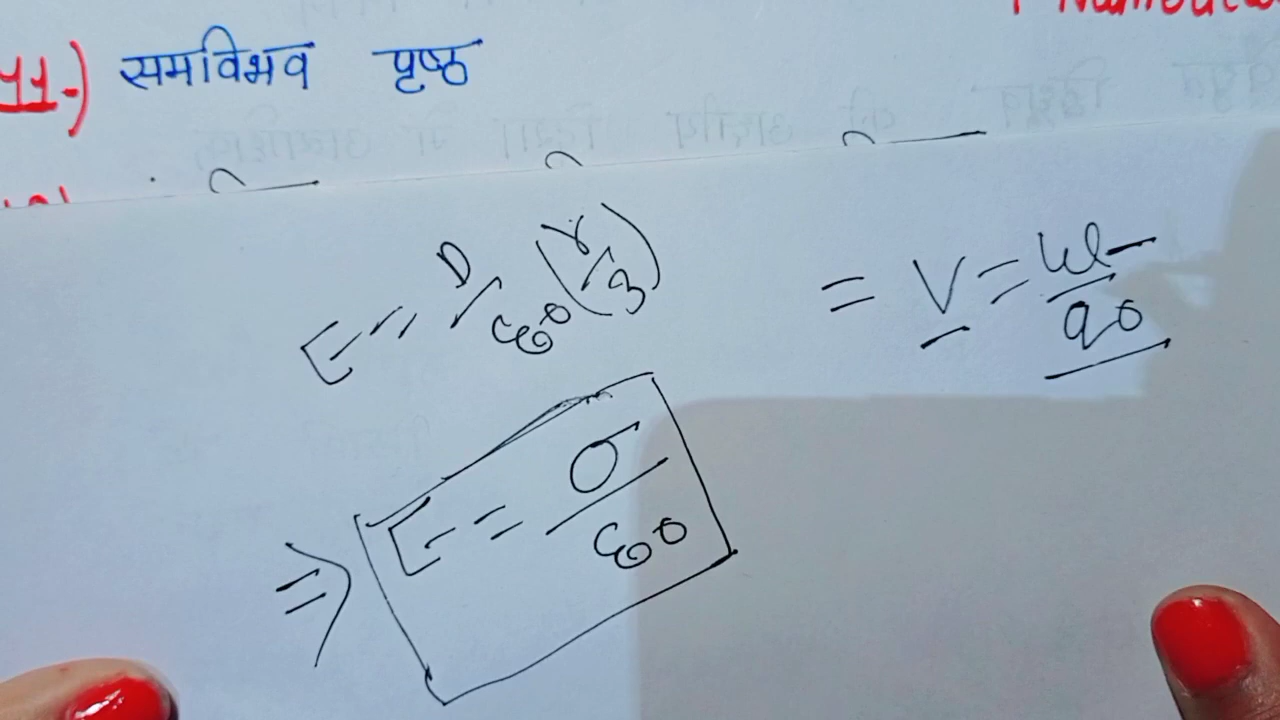 11.) समविभव पृष्ठ
E = D/ε0 (r/3)
= V = W/q0
⇒ E = σ/ε0